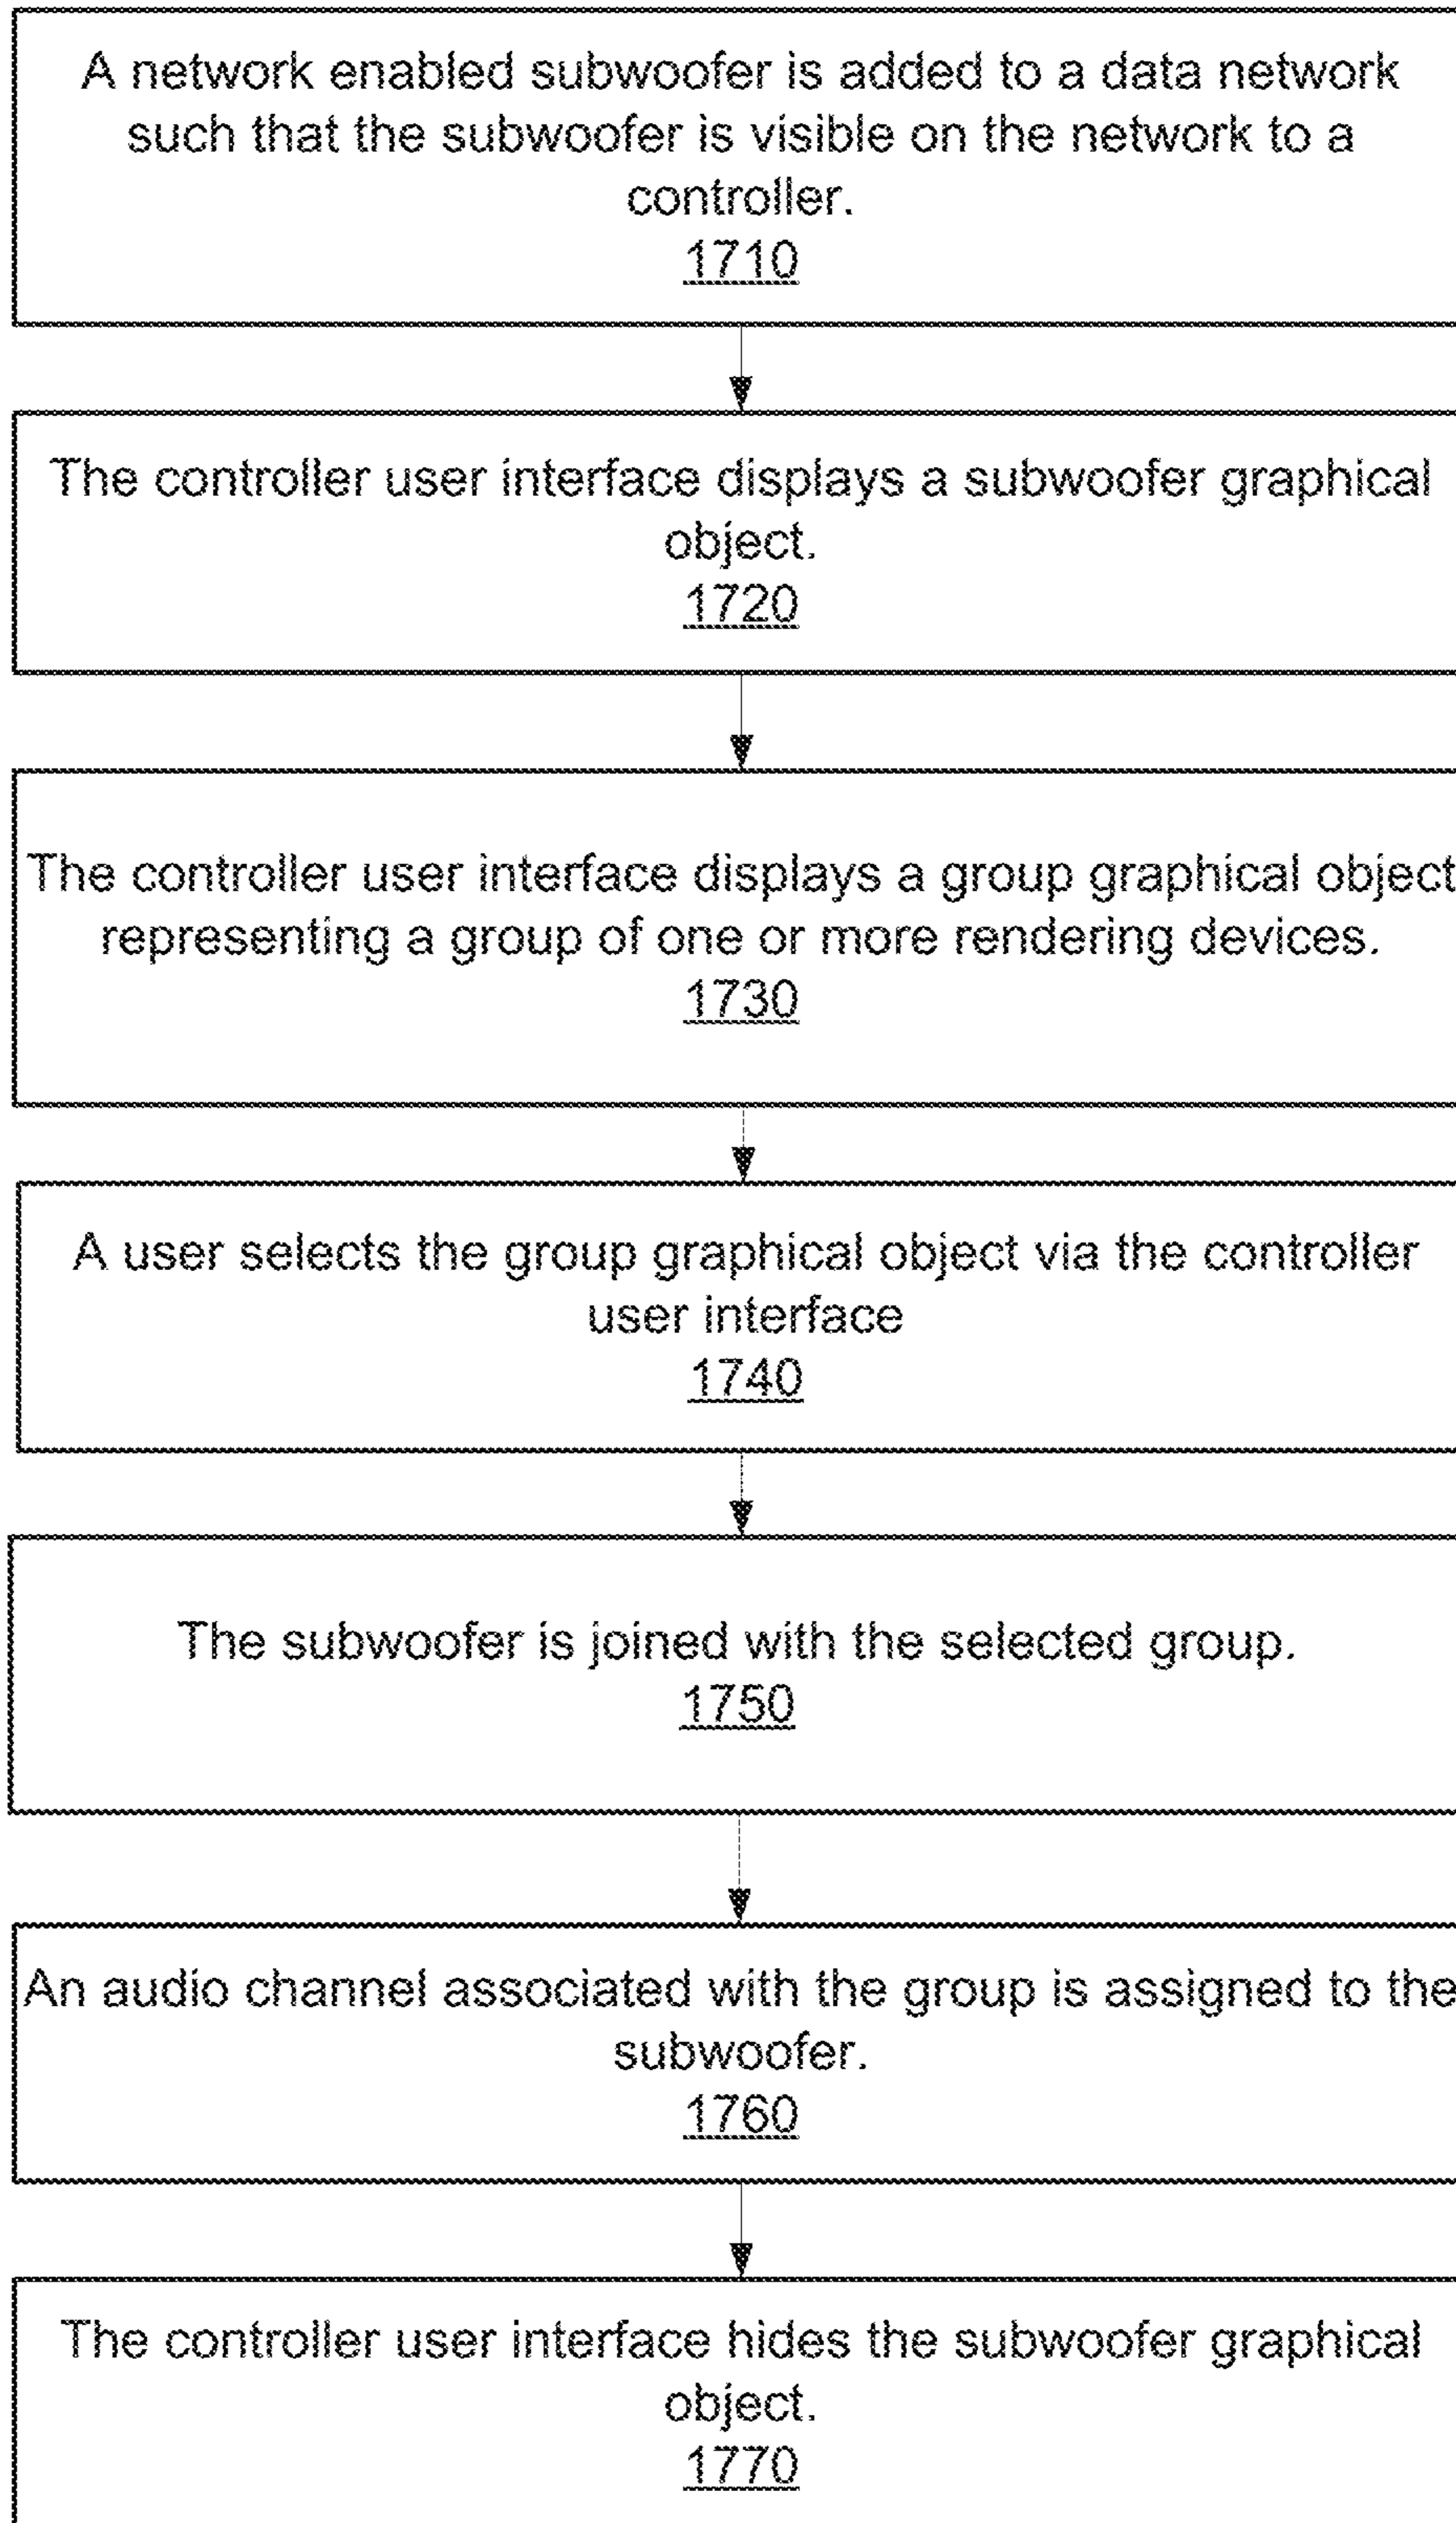 A network enabled subwoofer is added to a data network
such that the subwoofer is visible on the network to a
controller.
1710
The controller user interface displays a subwoofer graphical
object.
1720
The controller user interface displays a group graphical object
representing a group of one or more rendering devices.
1730
A user selects the group graphical object via the controller
user interface
1740
The subwoofer is joined with the selected group.
1750
An audio channel associated with the group is assigned to the
subwoofer.
1760
The controller user interface hides the subwoofer graphical
object.
1770